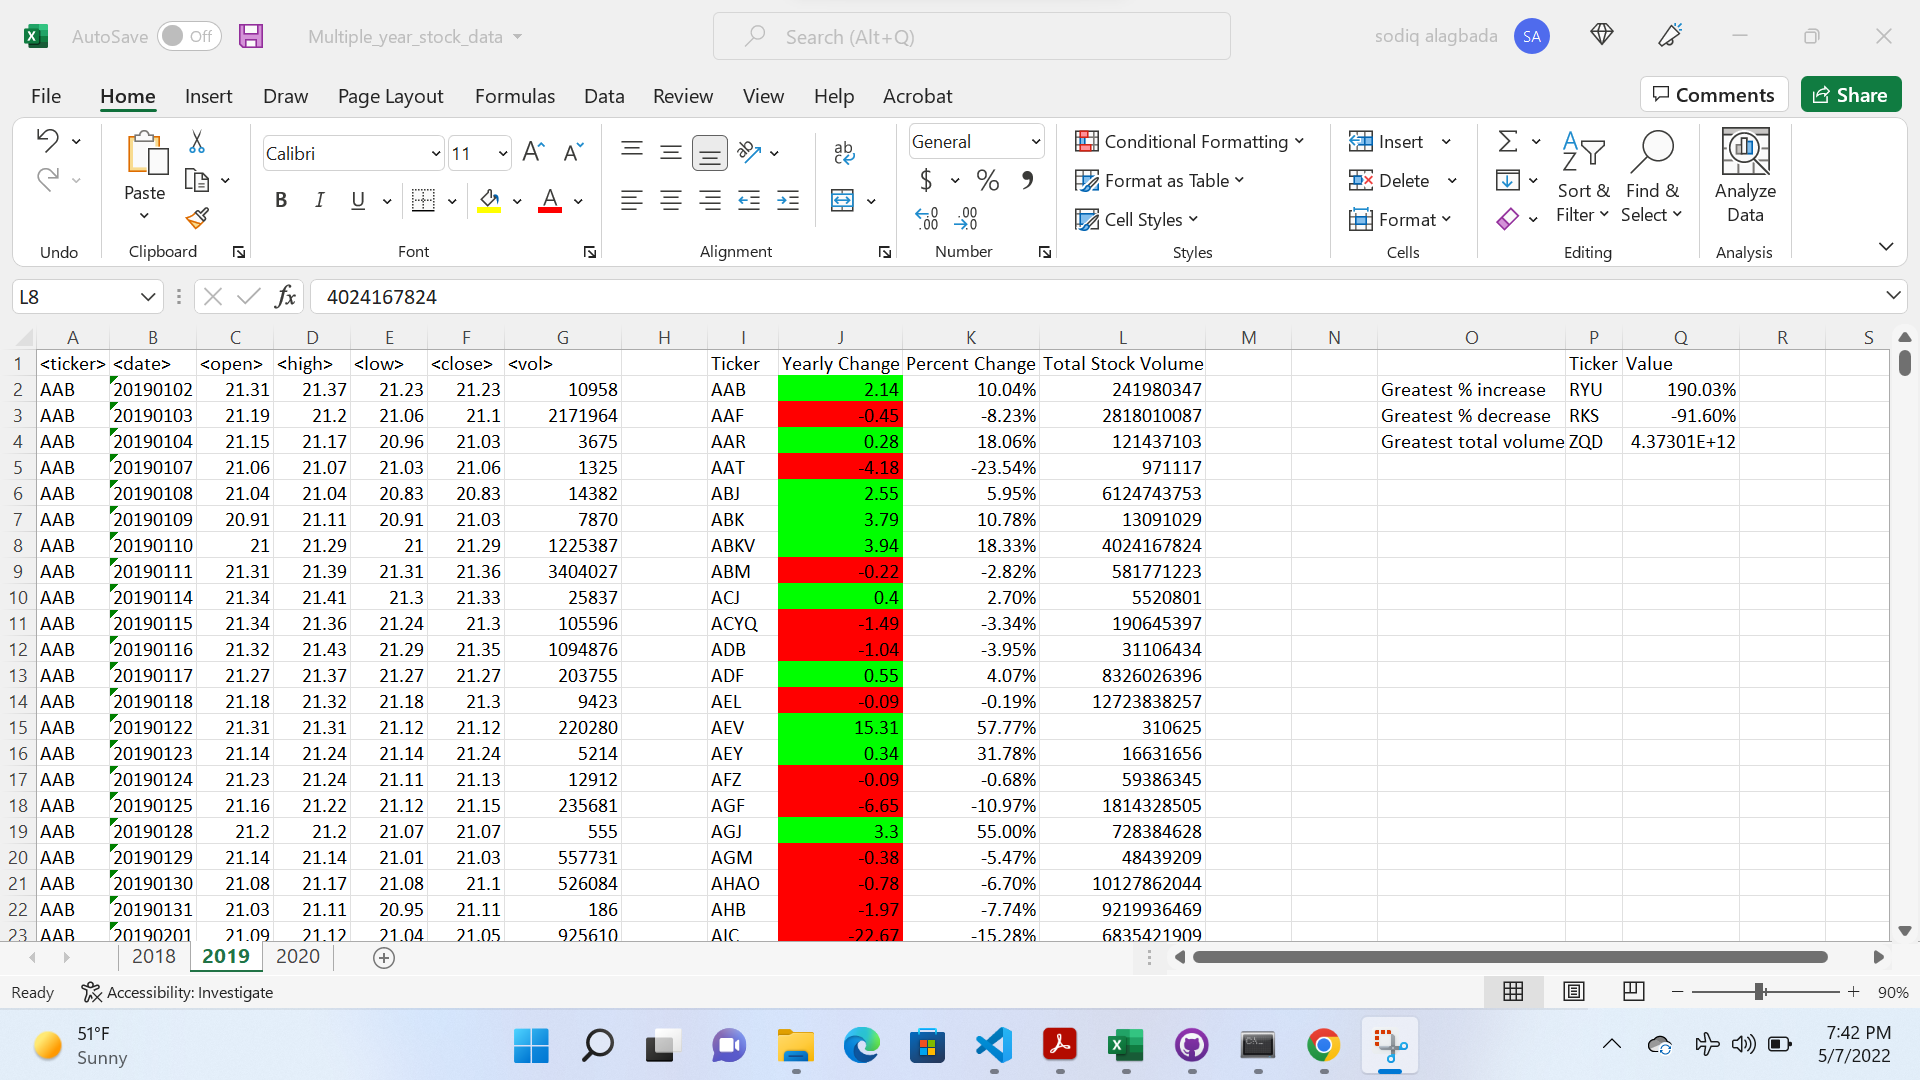 AutoSave Off Multiple_year_stock_data Search (Alt+Q) sodiq alagbada SA
File Home Insert Draw Page Layout Formulas Data Review View Help Acrobat Comments Share
Undo
Paste
Clipboard
Calibri 11
B I U A
Font
ab
Alignment
General
$ % ,
Number
Conditional Formatting
Format as Table
Cell Styles
Styles
Insert
Delete
Format
Cells
Sort & Filter
Find & Select
Editing
Analyze Data
Analysis
L8 fx 4024167824
A B C D E F G H I J K L M N O P Q R S
1 <ticker> <date> <open> <high> <low> <close> <vol> Ticker Yearly Change Percent Change Total Stock Volume Ticker Value
2 AAB 20190102 21.31 21.37 21.23 21.23 10958 AAB 2.14 10.04% 241980347 Greatest % increase RYU 190.03%
3 AAB 20190103 21.19 21.2 21.06 21.1 2171964 AAF -0.45 -8.23% 2818010087 Greatest % decrease RKS -91.60%
4 AAB 20190104 21.15 21.17 20.96 21.03 3675 AAR 0.28 18.06% 121437103 Greatest total volume ZQD 4.37301E+12
5 AAB 20190107 21.06 21.07 21.03 21.06 1325 AAT -4.18 -23.54% 971117
6 AAB 20190108 21.04 21.04 20.83 20.83 14382 ABJ 2.55 5.95% 6124743753
7 AAB 20190109 20.91 21.11 20.91 21.03 7870 ABK 3.79 10.78% 13091029
8 AAB 20190110 21 21.29 21 21.29 1225387 ABKV 3.94 18.33% 4024167824
9 AAB 20190111 21.31 21.39 21.31 21.36 3404027 ABM -0.22 -2.82% 581771223
10 AAB 20190114 21.34 21.41 21.3 21.33 25837 ACJ 0.4 2.70% 5520801
11 AAB 20190115 21.34 21.36 21.24 21.3 105596 ACYQ -1.49 -3.34% 190645397
12 AAB 20190116 21.32 21.43 21.29 21.35 1094876 ADB -1.04 -3.95% 31106434
13 AAB 20190117 21.27 21.37 21.27 21.27 203755 ADF 0.55 4.07% 8326026396
14 AAB 20190118 21.18 21.32 21.18 21.3 9423 AEL -0.09 -0.19% 12723838257
15 AAB 20190122 21.31 21.31 21.12 21.12 220280 AEV 15.31 57.77% 310625
16 AAB 20190123 21.14 21.24 21.14 21.24 5214 AEY 0.34 31.78% 16631656
17 AAB 20190124 21.23 21.24 21.11 21.13 12912 AFZ -0.09 -0.68% 59386345
18 AAB 20190125 21.16 21.22 21.12 21.15 235681 AGF -6.65 -10.97% 1814328505
19 AAB 20190128 21.2 21.2 21.07 21.07 555 AGJ 3.3 55.00% 728384628
20 AAB 20190129 21.14 21.14 21.01 21.03 557731 AGM -0.38 -5.47% 48439209
21 AAB 20190130 21.08 21.17 21.08 21.1 526084 AHAO -0.78 -6.70% 10127862044
22 AAB 20190131 21.03 21.11 20.95 21.11 186 AHB -1.97 -7.74% 9219936469
23 AAB 20190201 21.09 21.12 21.04 21.05 925610 AIC -22.67 -15.28% 6835421909
2018 2019 2020
Ready Accessibility: Investigate 90%
51°F
Sunny
7:42 PM
5/7/2022